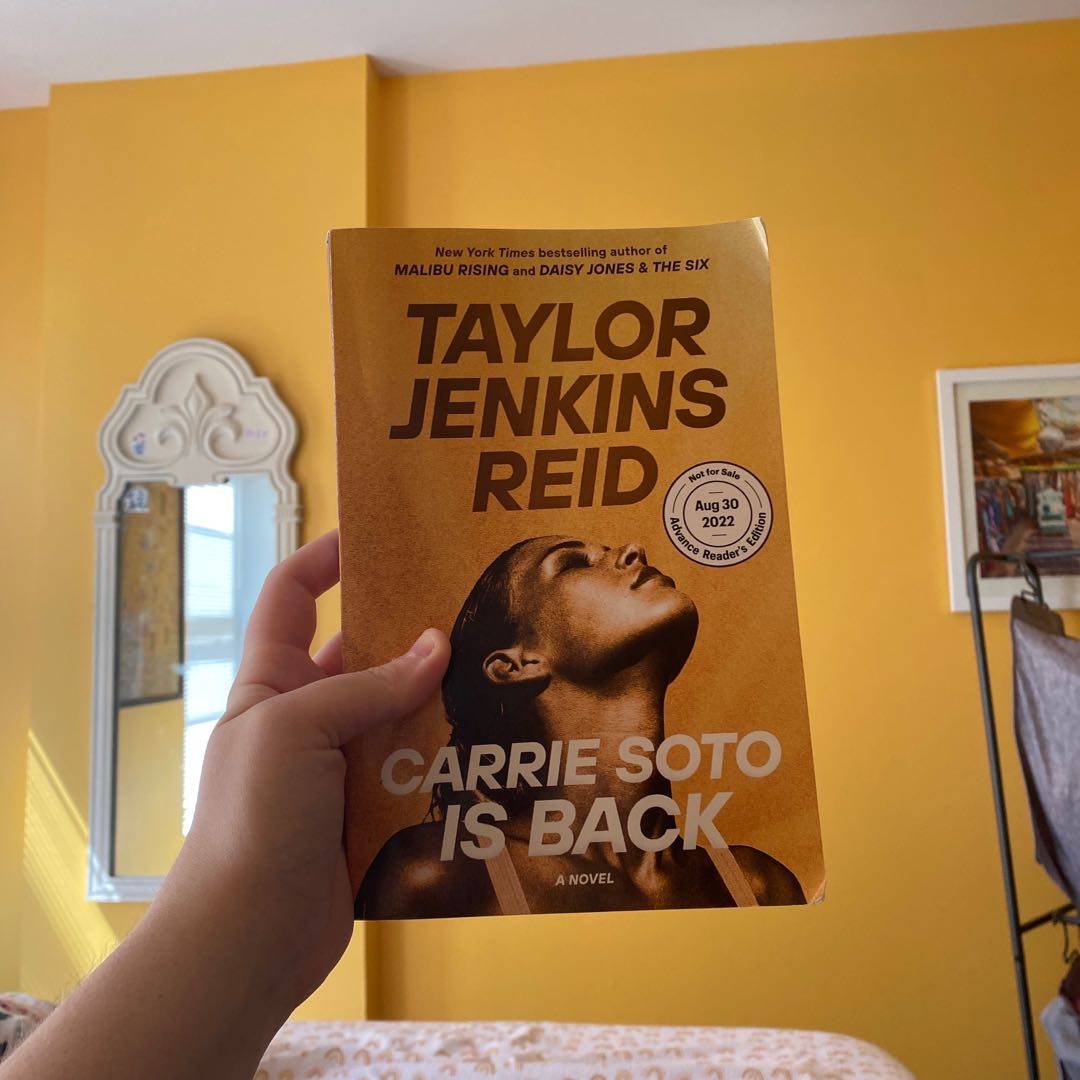 New York Times bestselling author of
MALIBU RISING and DAISY JONES & THE SIX
TAYLOR
JENKINS
REID
Not for Sale
Aug 30
2022
Advance Reader's Edition
CARRIE SOTO
IS BACK
A NOVEL